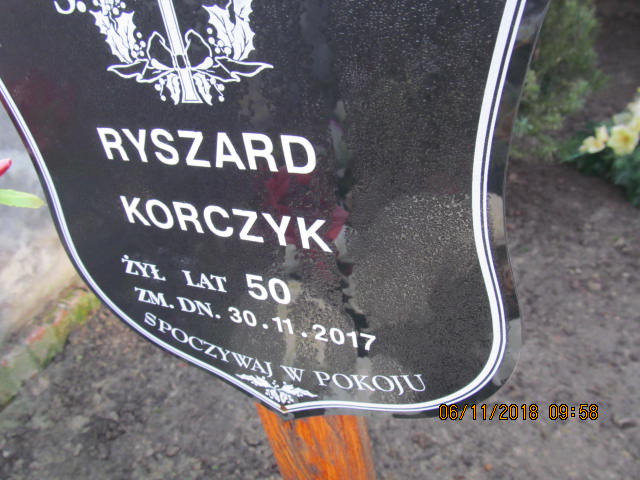 Ś.
RYSZARD
KORCZYK
ŻYŁ LAT 50
ZM. DN. 30.11.2017
SPOCZYWAJ W POKOJU
06/11/2018 09:58